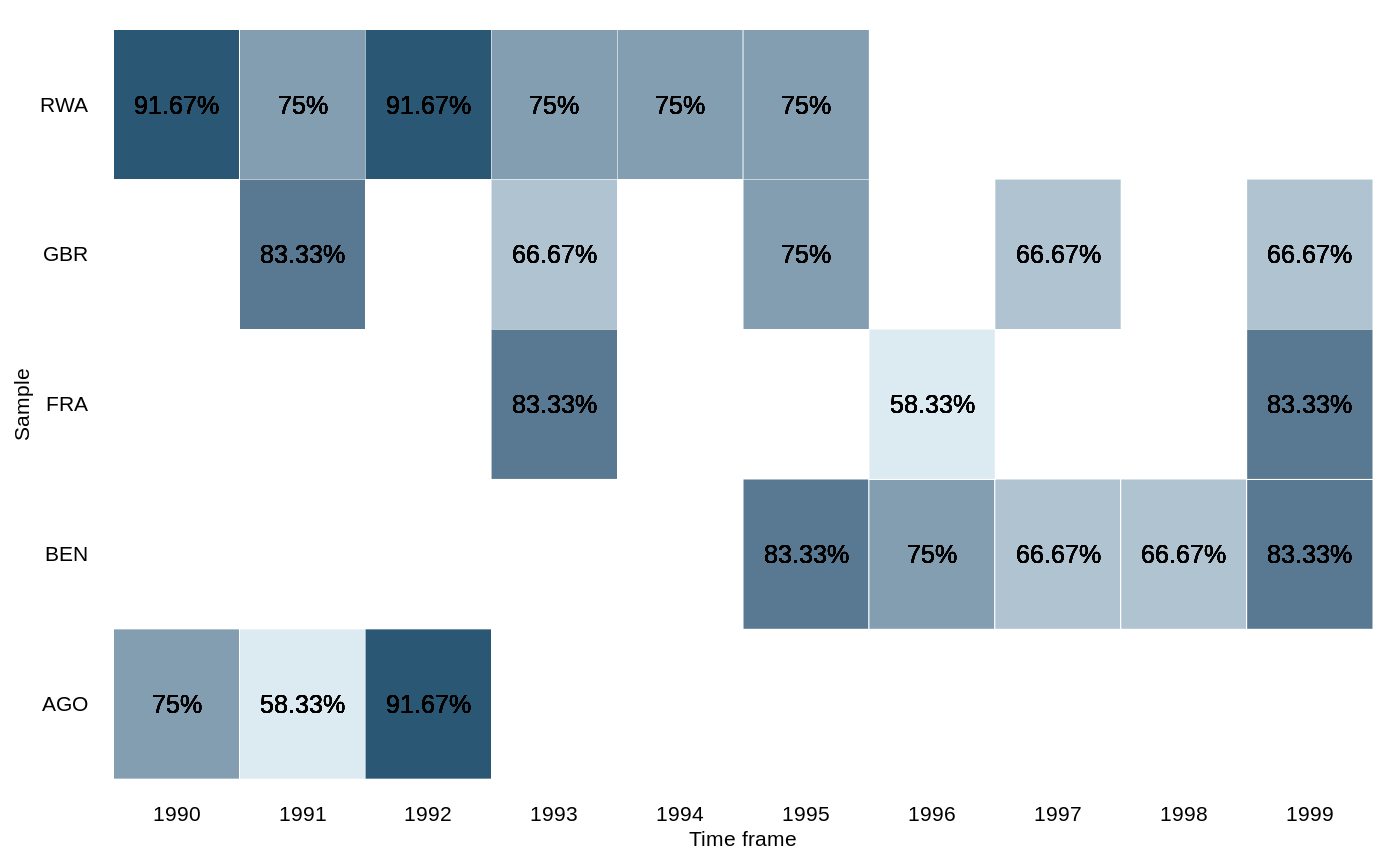 RWA 91.67% 75% 91.67% 75% 75% 75%
GBR 83.33% 66.67% 75% 66.67% 66.67%
Sample
FRA 83.33% 58.33% 83.33%
BEN 83.33% 75% 66.67% 66.67% 83.33%
AGO 75% 58.33% 91.67%
1990 1991 1992 1993 1994 1995 1996 1997 1998 1999
Time frame